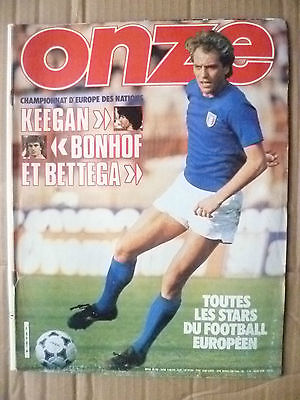 onze
CHAMPIONNAT D'EUROPE DES NATIONS
KEEGAN >>
<< BONHOF
ET BETTEGA >>
TOUTES
LES STARS
DU FOOTBALL
EUROPÉEN